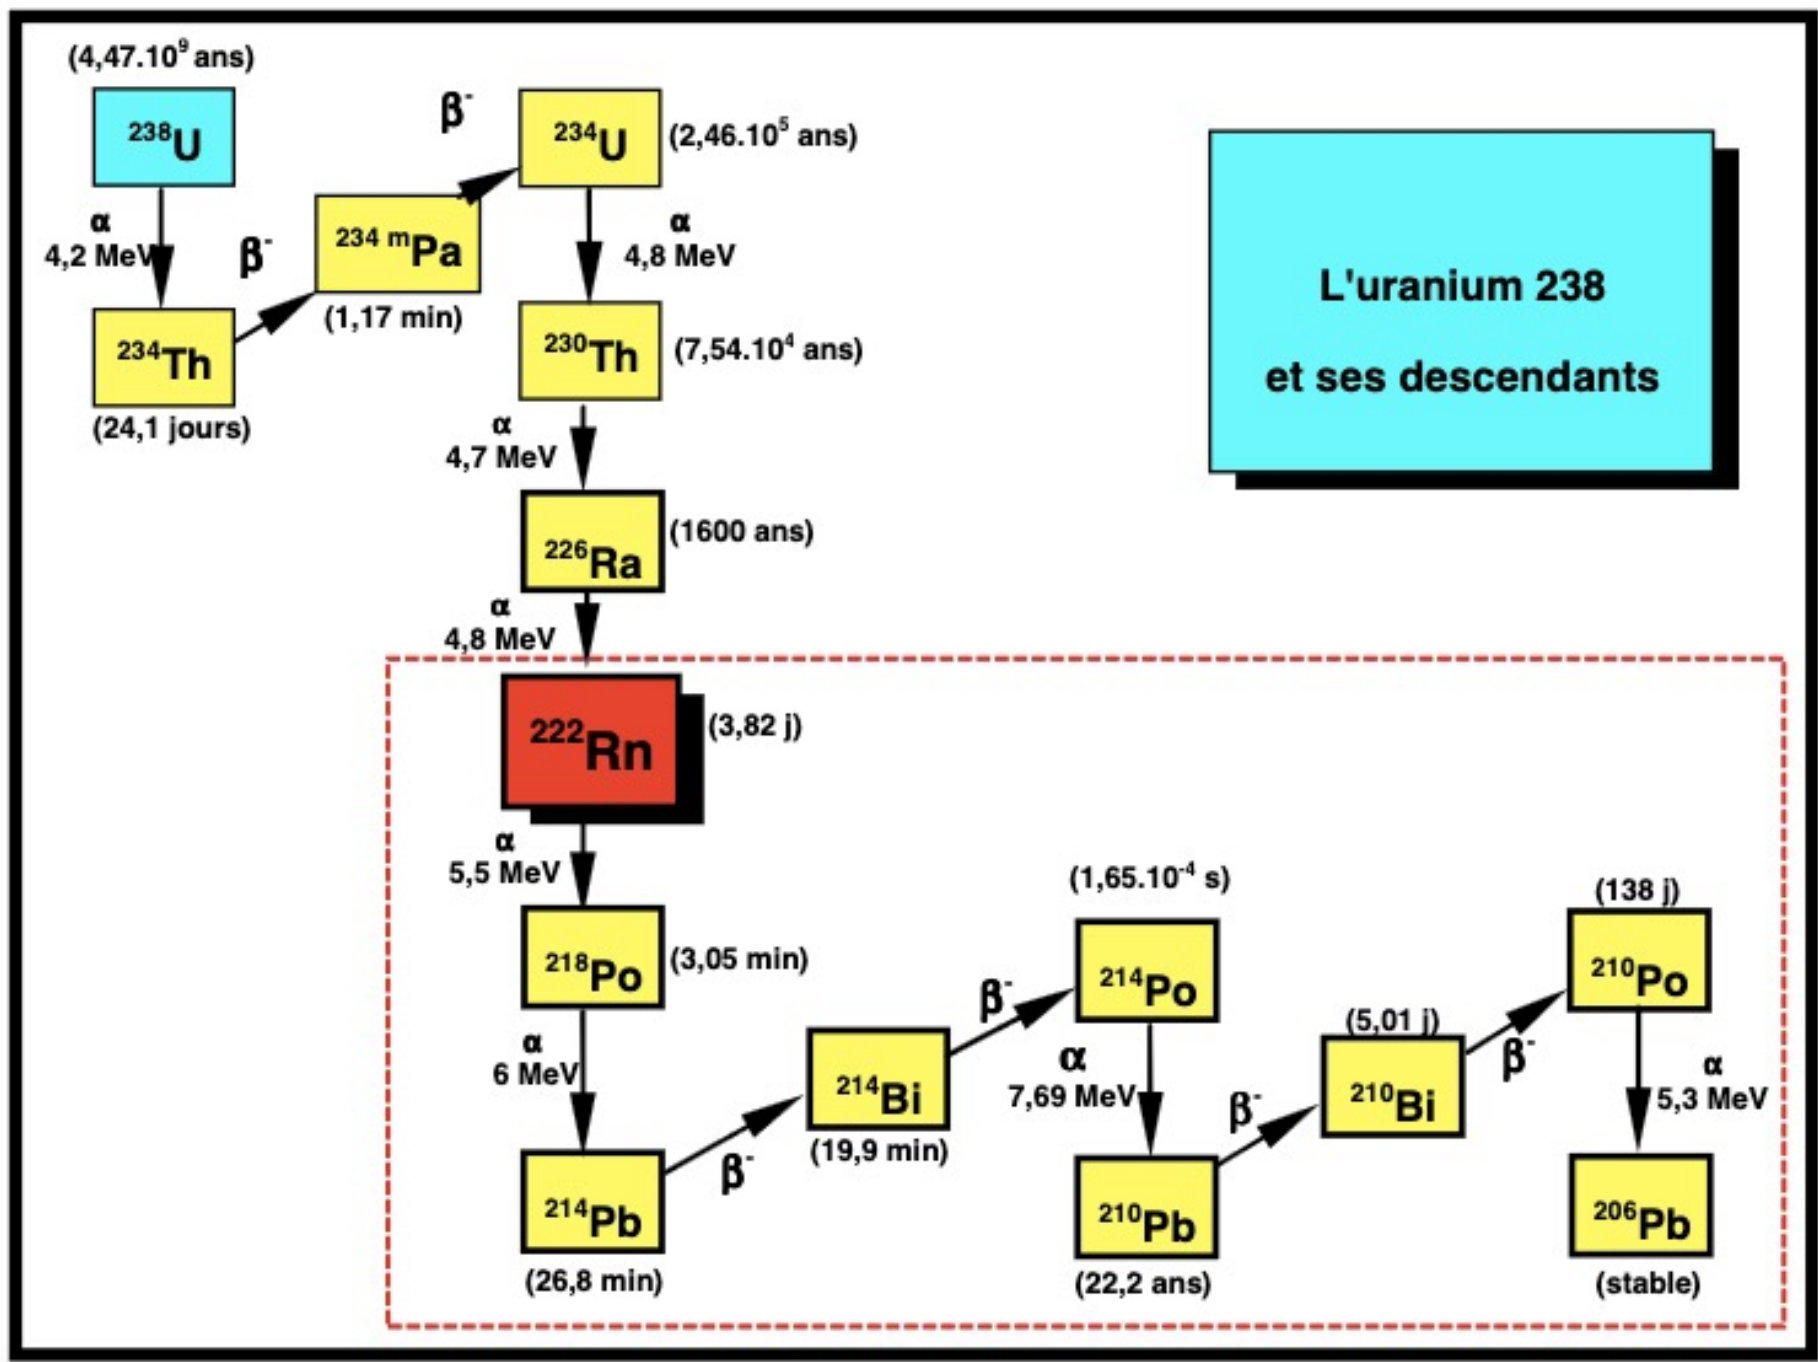 (4,47.10⁹ ans)
²³⁸U
α
4,2 MeV
²³⁴Th
(24,1 jours)
β⁻
²³⁴ ᵐPa
(1,17 min)
β⁻
²³⁴U
(2,46.10⁵ ans)
α
4,8 MeV
²³⁰Th
(7,54.10⁴ ans)
α
4,7 MeV
²²⁶Ra
(1600 ans)
α
4,8 MeV
L'uranium 238
et ses descendants
²²²Rn
(3,82 j)
α
5,5 MeV
²¹⁸Po
(3,05 min)
α
6 MeV
²¹⁴Pb
(26,8 min)
β⁻
²¹⁴Bi
(19,9 min)
β⁻
(1,65.10⁻⁴ s)
²¹⁴Po
α
7,69 MeV
²¹⁰Pb
(22,2 ans)
β⁻
(5,01 j)
²¹⁰Bi
β⁻
(138 j)
²¹⁰Po
α
5,3 MeV
²⁰⁶Pb
(stable)